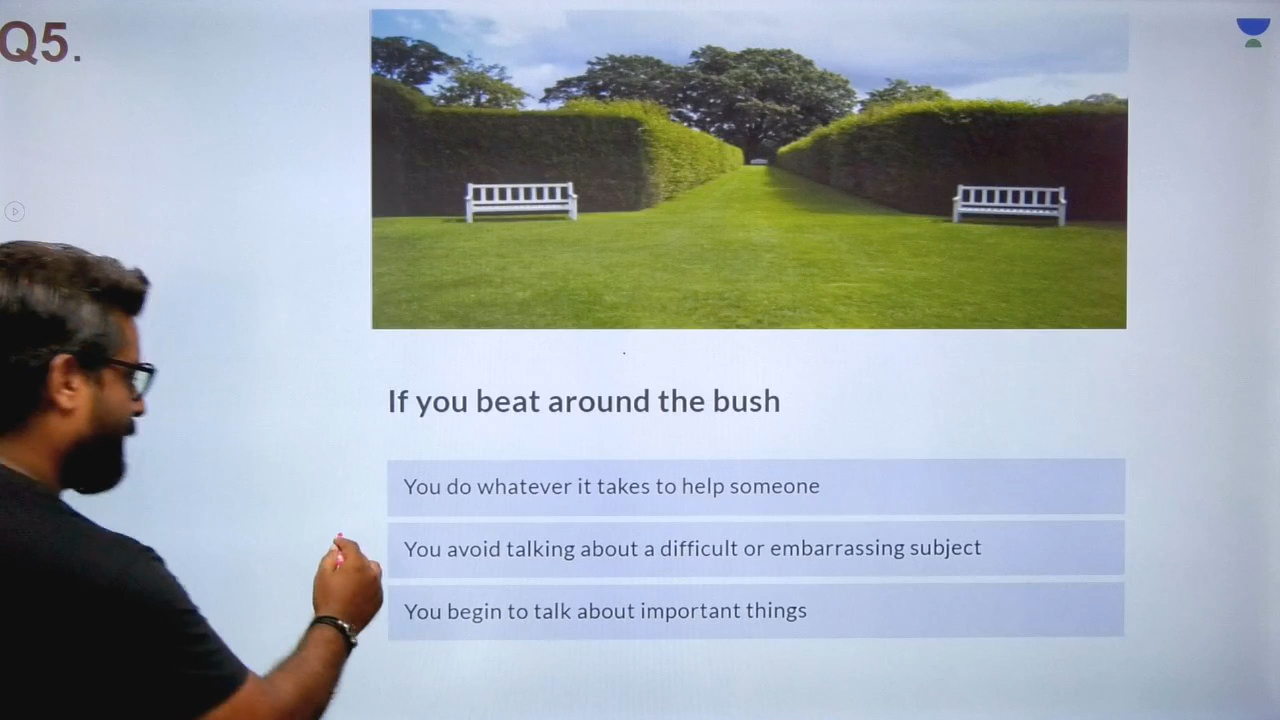 Q5.
If you beat around the bush
You do whatever it takes to help someone
You avoid talking about a difficult or embarrassing subject
You begin to talk about important things